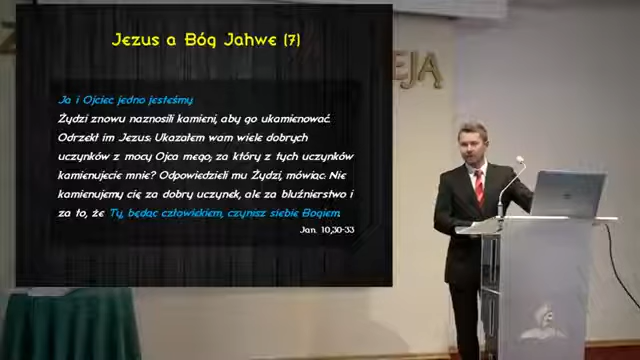 Jezus a Bóg Jahwe (7)
Ja i Ojciec jedno jesteśmy
Żydzi znowu naznosili kamieni, aby go ukamienować.
Odrzekł im Jezus: Ukazałem wam wiele dobrych
uczynków z mocy Ojca mego; za który z tych uczynków
kamienujecie mnie? Odpowiedzieli mu Żydzi, mówiąc: Nie
kamienujemy cię za dobry uczynek, ale za bluźnierstwo i
za to, że Ty, będąc człowiekiem, czynisz siebie Bogiem.
Jan. 10,30-33
EJĄ